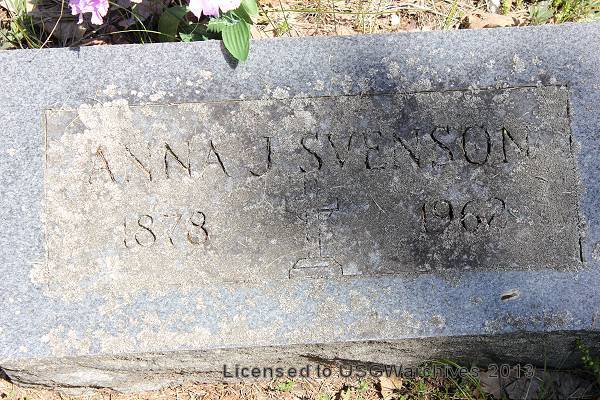 ANNA J SVENSON
1878 1962
Licensed to USGWarchives 2013